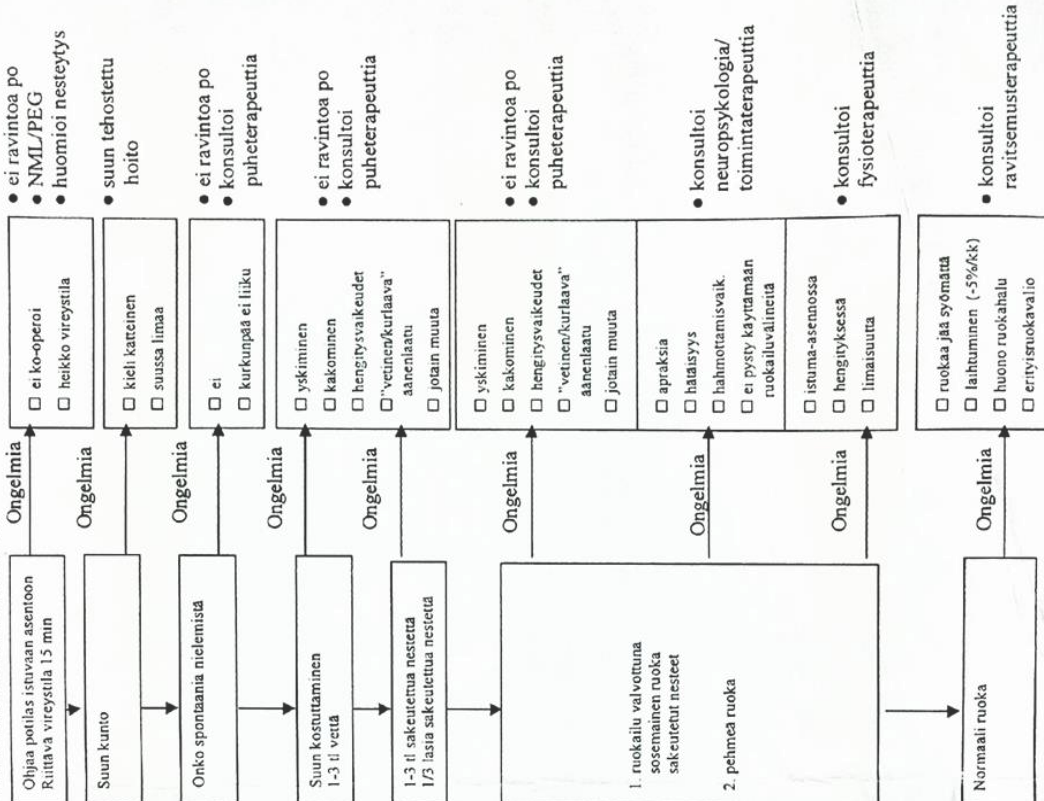 Ohjaa potilas istuvaan asentoon
Riittävä vireystila 15 min
Ongelmia
☐ ei ko-operoi
☐ heikko vireystila
• ei ravintoa po
• NML/PEG
• huomioi nesteytys
Suun kunto
Ongelmia
☐ kieli katteinen
☐ suussa limaa
• suun tehostettu
hoito
Onko spontaania nielemistä
Ongelmia
☐ ei
☐ kurkunpää ei liiku
• ei ravintoa po
• konsultoi
puheterapeuttia
Suun kostuttaminen
1-3 tl vettä
Ongelmia
1-3 tl sakeutettua nestettä
1/3 lasia sakeutettua nestettä
Ongelmia
☐ yskiminen
☐ kakominen
☐ hengitysvaikeudet
☐ "vetinen/kurlaava"
äänenlaatu
☐ jotain muuta
• ei ravintoa po
• konsultoi
puheterapeuttia
1. ruokailu valvottuna
sosemainen ruoka
sakeutetut nesteet
2. pehmea ruoka
Ongelmia
☐ yskiminen
☐ kakominen
☐ hengitysvaikeudet
☐ "vetinen/kurlaava"
äänenlaatu
☐ jotain muuta
• ei ravintoa po
• konsultoi
puheterapeuttia
Ongelmia
☐ apraksia
☐ hätäisyys
☐ hahmottamisvaik.
☐ ei pysty käyttämään
ruokailuvälineitä
• konsultoi
neuropsykologia/
toimintaterapeuttia
Ongelmia
☐ istuma-asennossa
☐ hengityksessä
☐ limaisuutta
• konsultoi
fysioterapeuttia
Normaali ruoka
Ongelmia
☐ ruokaa jää syömättä
☐ laihtuminen (-5%/kk)
☐ huono ruokahalu
☐ erityisruokavalio
• konsultoi
ravitsemusterapeuttia